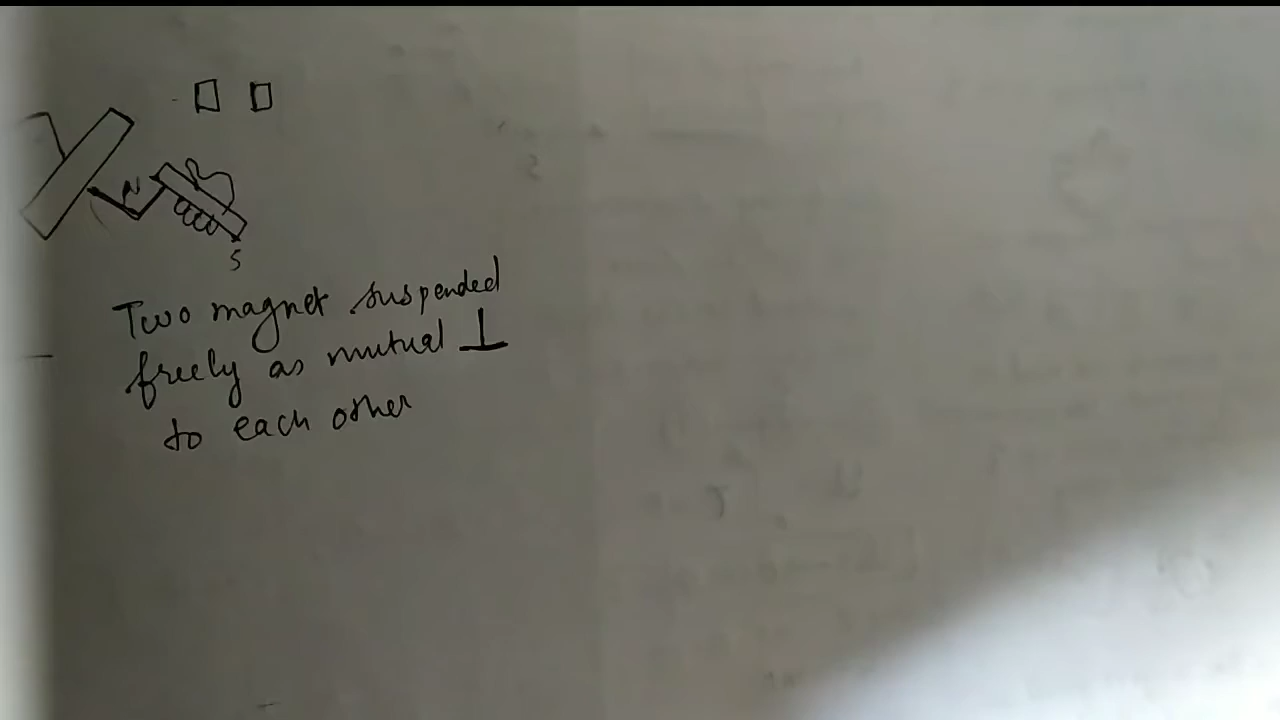 N
S
Two magnet suspended
freely as mutual ⊥
to each other